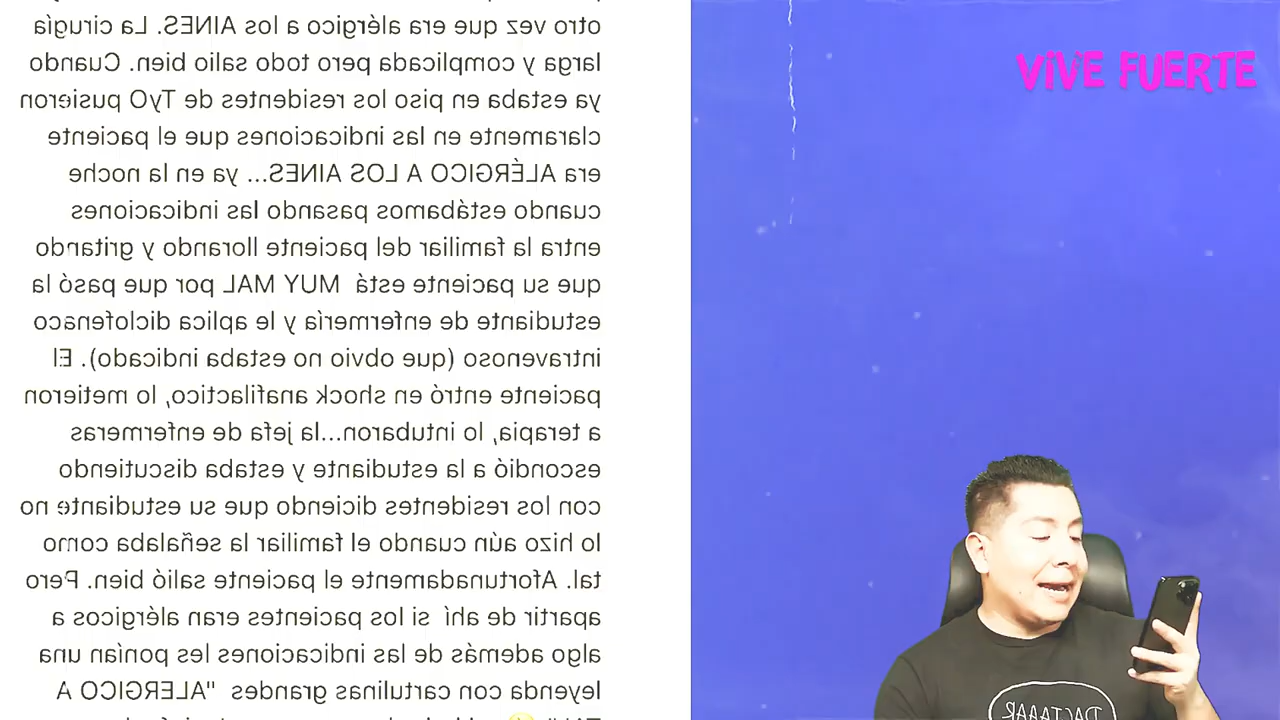 otro vez que era alérgico a los AINES. La cirugía
larga y complicada pero todo salio bien. Cuando
ya estaba en piso los residentes de TyO pusieron
claramente en las indicaciones que el paciente
era ALÉRGICO A LOS AINES... ya en la noche
cuando estábamos pasando las indicaciones
entra la familiar del paciente llorando y gritando
que su paciente está MUY MAL por que pasó la
estudiante de enfermería y le aplica diclofenaco
intravenoso (que obvio no estaba indicado). El
paciente entró en shock anafilactico, lo metieron
a terapia, lo intubaron...la jefa de enfermeras
escondió a la estudiante y estaba discutiendo
con los residentes diciendo que su estudiante no
lo hizo aún cuando el familiar la señalaba como
tal. Afortunadamente el paciente salió bien. Pero
apartir de ahí si los pacientes eran alérgicos a
algo además de las indicaciones les ponían una
leyenda con cartulinas grandes "ALERGICO A
VIVE FUERTE
DACTAAAR